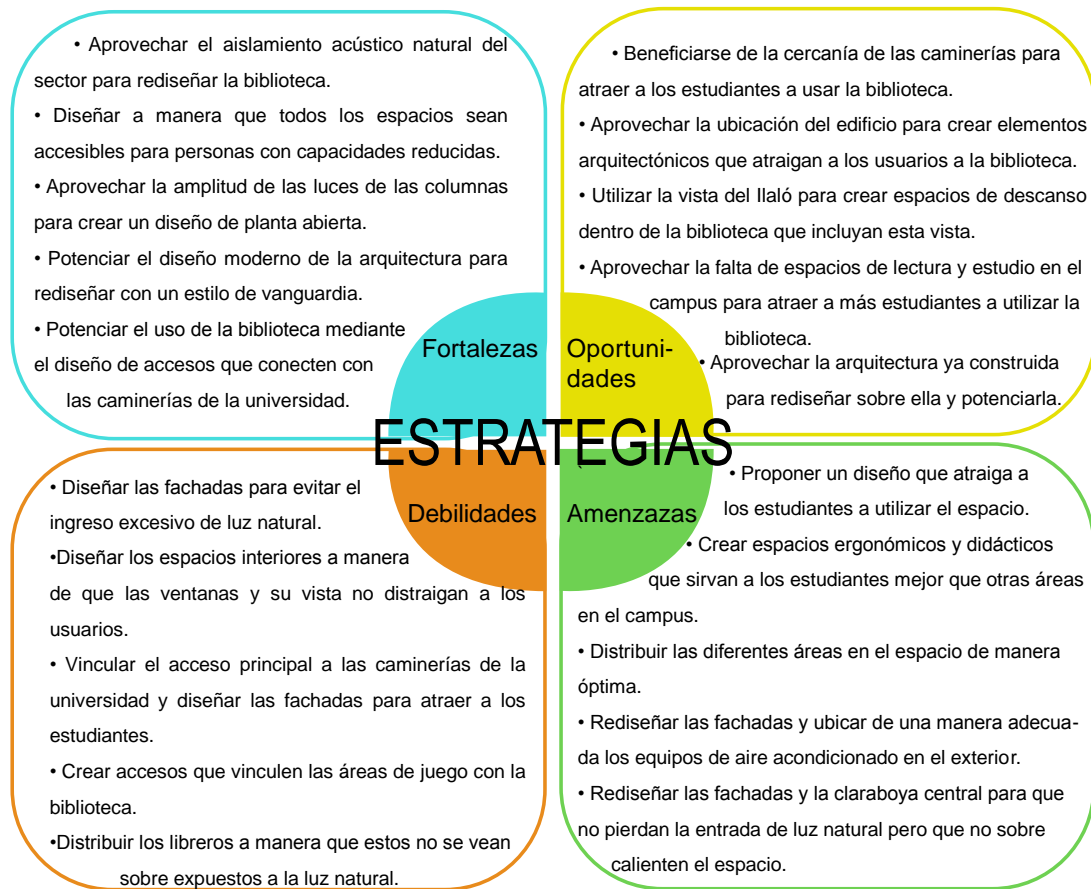 • Aprovechar el aislamiento acústico natural del
sector para rediseñar la biblioteca.
• Diseñar a manera que todos los espacios sean
accesibles para personas con capacidades reducidas.
• Aprovechar la amplitud de las luces de las columnas
para crear un diseño de planta abierta.
• Potenciar el diseño moderno de la arquitectura para
rediseñar con un estilo de vanguardia.
• Potenciar el uso de la biblioteca mediante
el diseño de accesos que conecten con
las caminerías de la universidad.
Fortalezas
• Beneficiarse de la cercanía de las caminerías para
atraer a los estudiantes a usar la biblioteca.
• Aprovechar la ubicación del edificio para crear elementos
arquitectónicos que atraigan a los usuarios a la biblioteca.
• Utilizar la vista del Ilaló para crear espacios de descanso
dentro de la biblioteca que incluyan esta vista.
• Aprovechar la falta de espacios de lectura y estudio en el
campus para atraer a más estudiantes a utilizar la
biblioteca.
• Aprovechar la arquitectura ya construida
para rediseñar sobre ella y potenciarla.
Oportuni-
dades
ESTRATEGIAS
• Diseñar las fachadas para evitar el
ingreso excesivo de luz natural.
•Diseñar los espacios interiores a manera
de que las ventanas y su vista no distraigan a los
usuarios.
• Vincular el acceso principal a las caminerías de la
universidad y diseñar las fachadas para atraer a los
estudiantes.
• Crear accesos que vinculen las áreas de juego con la
biblioteca.
•Distribuir los libreros a manera que estos no se vean
sobre expuestos a la luz natural.
Debilidades
Amenzazas
• Proponer un diseño que atraiga a
los estudiantes a utilizar el espacio.
• Crear espacios ergonómicos y didácticos
que sirvan a los estudiantes mejor que otras áreas
en el campus.
• Distribuir las diferentes áreas en el espacio de manera
óptima.
• Rediseñar las fachadas y ubicar de una manera adecua-
da los equipos de aire acondicionado en el exterior.
• Rediseñar las fachadas y la claraboya central para que
no pierdan la entrada de luz natural pero que no sobre
calienten el espacio.